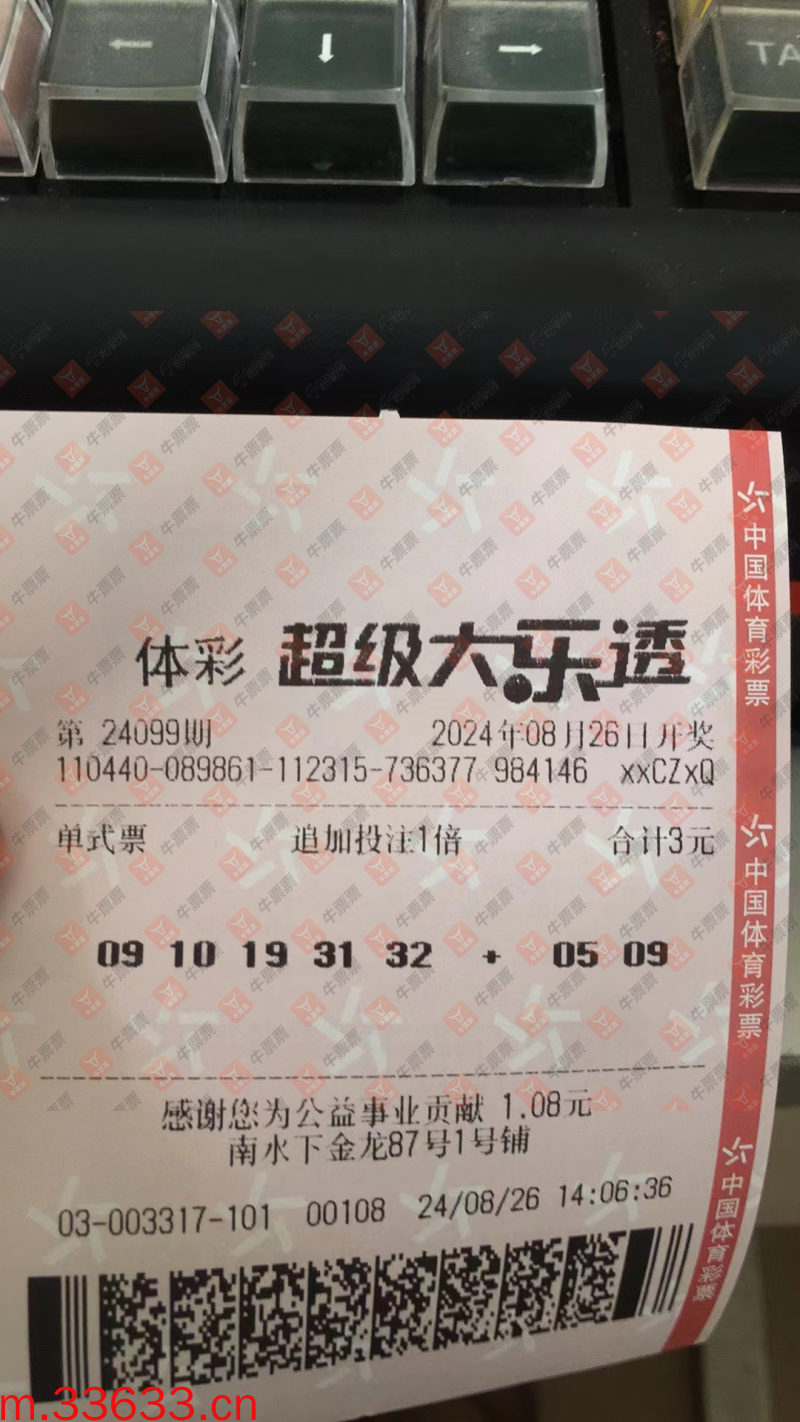 ← ↓ → TA
体彩 超级大乐透
第 24099期 2024年08月26日开奖
110440-089861-112315-736377 984146 xxCZxQ
单式票 追加投注1倍 合计3元
09 10 19 31 32 + 05 09
感谢您为公益事业贡献 1.08元
南水下金龙87号1号铺
03-003317-101 00108 24/08/26 14:06:36
中国体育彩票
中国体育彩票
中国体育彩票
牛票票
m.33633.cn